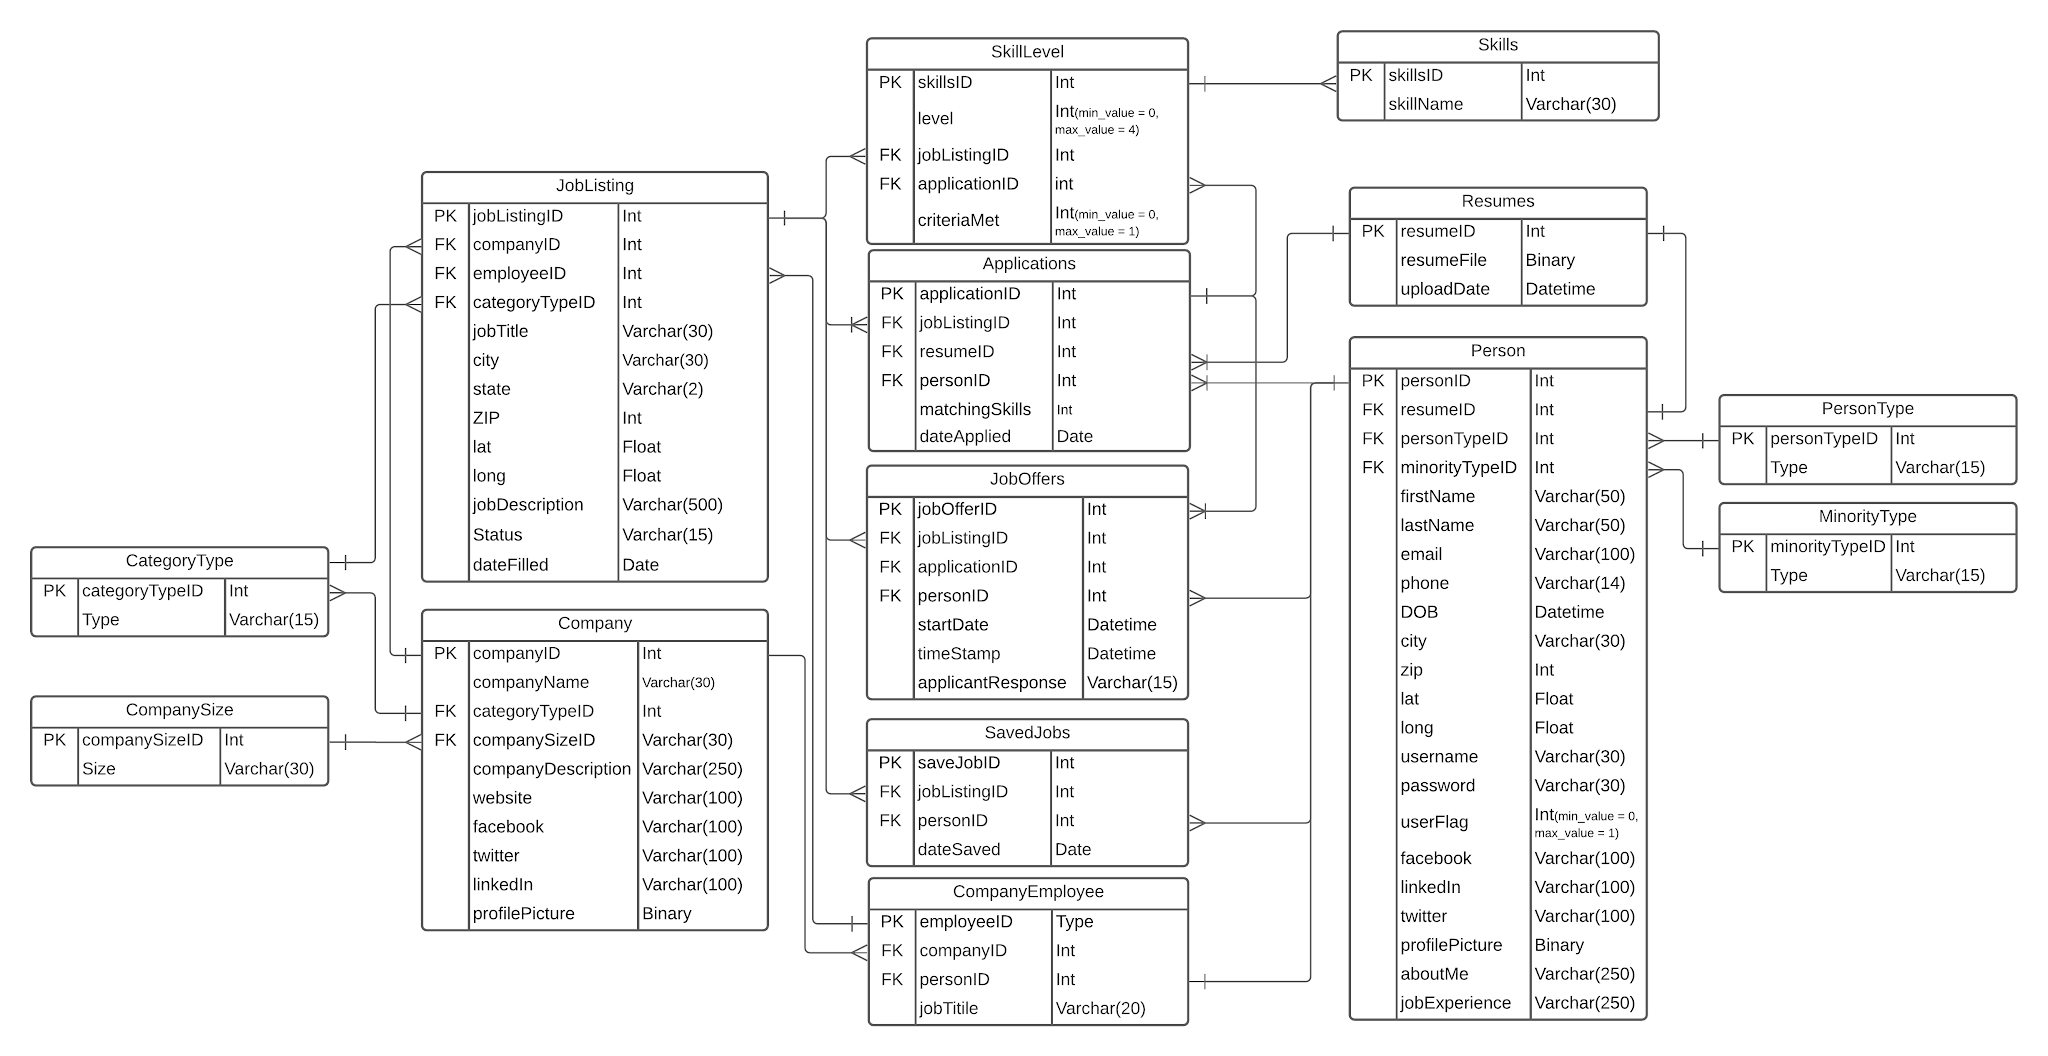 SkillLevel
PK skillsID Int
level Int(min_value = 0,
max_value = 4)
FK jobListingID Int
FK applicationID int
criteriaMet Int(min_value = 0,
max_value = 1)
Skills
PK skillsID Int
skillName Varchar(30)
JobListing
PK jobListingID Int
FK companyID Int
FK employeeID Int
FK categoryTypeID Int
jobTitle Varchar(30)
city Varchar(30)
state Varchar(2)
ZIP Int
lat Float
long Float
jobDescription Varchar(500)
Status Varchar(15)
dateFilled Date
Applications
PK applicationID Int
FK jobListingID Int
FK resumeID Int
FK personID Int
matchingSkills Int
dateApplied Date
Resumes
PK resumeID Int
resumeFile Binary
uploadDate Datetime
Person
PK personID Int
FK resumeID Int
FK personTypeID Int
FK minorityTypeID Int
firstName Varchar(50)
lastName Varchar(50)
email Varchar(100)
phone Varchar(14)
DOB Datetime
city Varchar(30)
zip Int
lat Float
long Float
username Varchar(30)
password Varchar(30)
userFlag Int(min_value = 0,
max_value = 1)
facebook Varchar(100)
linkedIn Varchar(100)
twitter Varchar(100)
profilePicture Binary
aboutMe Varchar(250)
jobExperience Varchar(250)
PersonType
PK personTypeID Int
Type Varchar(15)
MinorityType
PK minorityTypeID Int
Type Varchar(15)
JobOffers
PK jobOfferID Int
FK jobListingID Int
FK applicationID Int
FK personID Int
startDate Datetime
timeStamp Datetime
applicantResponse Varchar(15)
CategoryType
PK categoryTypeID Int
Type Varchar(15)
Company
PK companyID Int
companyName Varchar(30)
FK categoryTypeID Int
FK companySizeID Varchar(30)
companyDescription Varchar(250)
website Varchar(100)
facebook Varchar(100)
twitter Varchar(100)
linkedIn Varchar(100)
profilePicture Binary
CompanySize
PK companySizeID Int
Size Varchar(30)
SavedJobs
PK saveJobID Int
FK jobListingID Int
FK personID Int
dateSaved Date
CompanyEmployee
PK employeeID Type
FK companyID Int
FK personID Int
jobTitile Varchar(20)